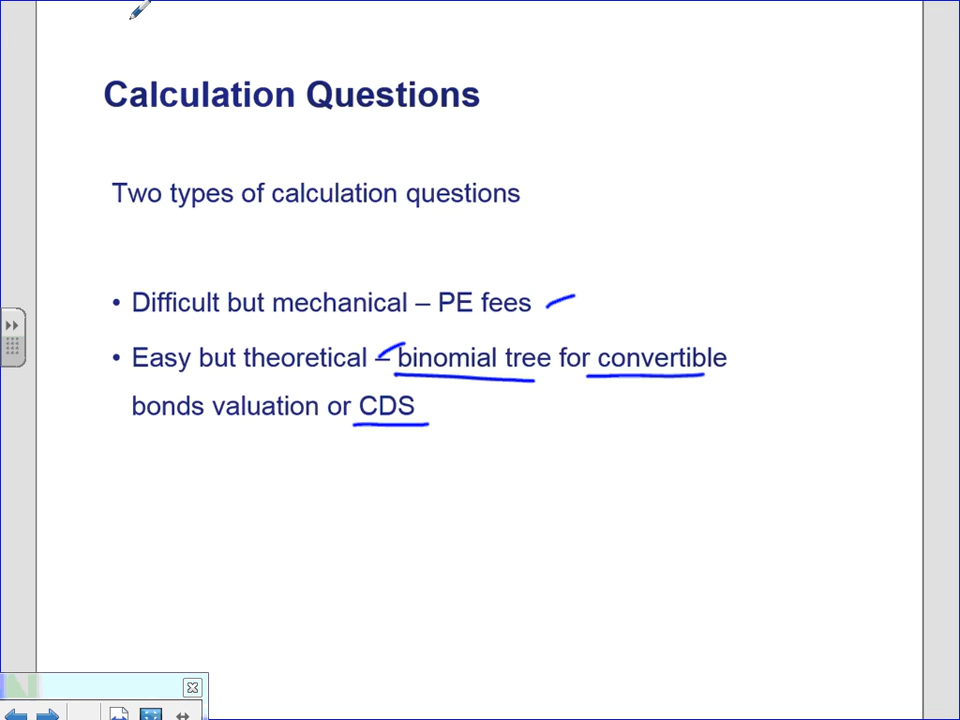 Calculation Questions
Two types of calculation questions
• Difficult but mechanical – PE fees
• Easy but theoretical – binomial tree for convertible
bonds valuation or CDS